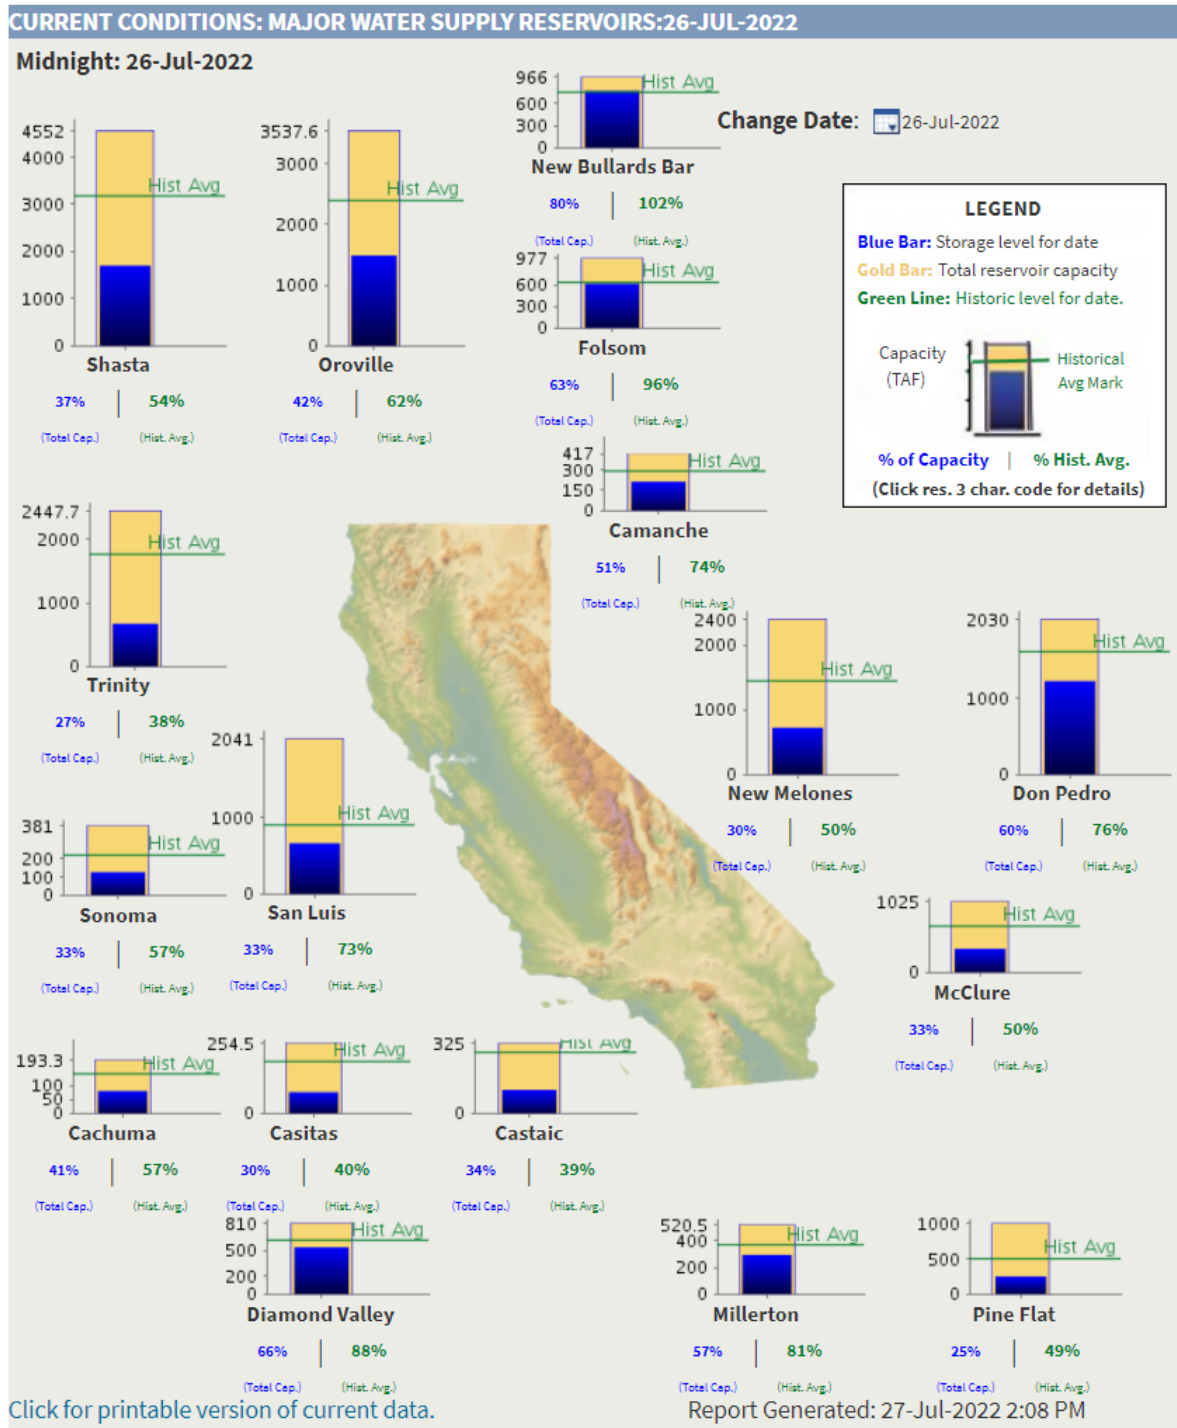 CURRENT CONDITIONS: MAJOR WATER SUPPLY RESERVOIRS:26-JUL-2022
Midnight: 26-Jul-2022
Change Date: 26-Jul-2022
4552
4000
3000
2000
1000
0
Hist Avg
Shasta
37% | 54%
(Total Cap.) (Hist. Avg.)
3537.6
3000
2000
1000
0
Hist Avg
Oroville
42% | 62%
(Total Cap.) (Hist. Avg.)
966
600
300
0
Hist Avg
New Bullards Bar
80% | 102%
(Total Cap.) (Hist. Avg.)
977
600
300
0
Hist Avg
Folsom
63% | 96%
(Total Cap.) (Hist. Avg.)
LEGEND
Blue Bar: Storage level for date
Gold Bar: Total reservoir capacity
Green Line: Historic level for date.
Capacity
(TAF)
Historical
Avg Mark
% of Capacity | % Hist. Avg.
(Click res. 3 char. code for details)
417
300
150
0
Hist Avg
Camanche
51% | 74%
(Total Cap.) (Hist. Avg.)
2447.7
2000
1000
0
Hist Avg
Trinity
27% | 38%
(Total Cap.) (Hist. Avg.)
2400
2000
1000
0
Hist Avg
New Melones
30% | 50%
(Total Cap.) (Hist. Avg.)
2030
1000
0
Hist Avg
Don Pedro
60% | 76%
(Total Cap.) (Hist. Avg.)
381
200
100
0
Hist Avg
Sonoma
33% | 57%
(Total Cap.) (Hist. Avg.)
2041
1000
0
Hist Avg
San Luis
33% | 73%
(Total Cap.) (Hist. Avg.)
1025
0
Hist Avg
McClure
33% | 50%
(Total Cap.) (Hist. Avg.)
193.3
100
50
0
Hist Avg
Cachuma
41% | 57%
(Total Cap.) (Hist. Avg.)
254.5
0
Hist Avg
Casitas
30% | 40%
(Total Cap.) (Hist. Avg.)
325
0
Hist Avg
Castaic
34% | 39%
(Total Cap.) (Hist. Avg.)
810
500
200
0
Hist Avg
Diamond Valley
66% | 88%
(Total Cap.) (Hist. Avg.)
520.5
400
200
0
Hist Avg
Millerton
57% | 81%
(Total Cap.) (Hist. Avg.)
1000
500
0
Hist Avg
Pine Flat
25% | 49%
(Total Cap.) (Hist. Avg.)
Click for printable version of current data.
Report Generated: 27-Jul-2022 2:08 PM